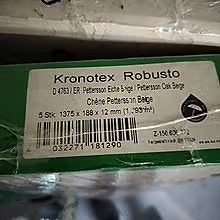 Kronotex Robusto
D 4763 / ER Pettersson Eiche Beige / Pettersson Oak Beige
Chêne Pettersson Beige
5 Stk. 1375 x 188 x 12 mm
4 032271 181290